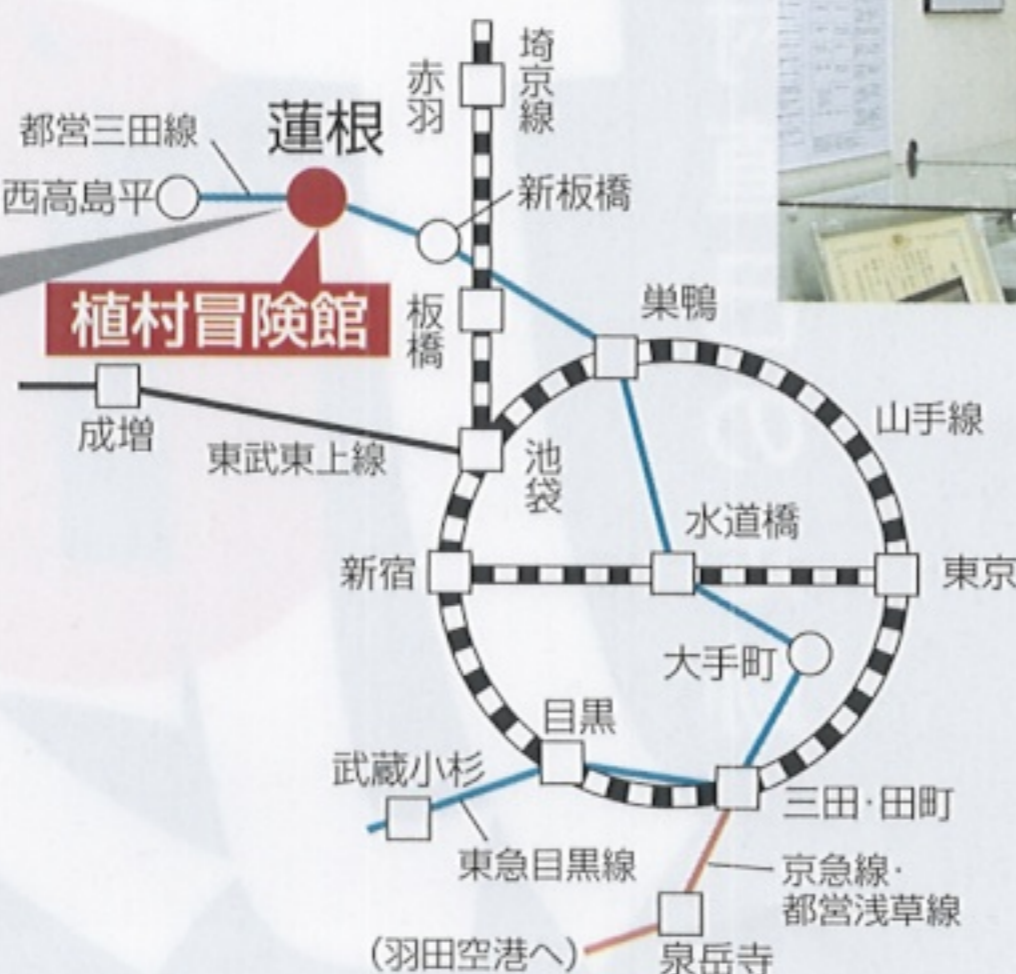 埼京線
赤羽
都営三田線
蓮根
西高島平
新板橋
植村冒険館
板橋
巣鴨
成増
東武東上線
池袋
山手線
水道橋
新宿
東京
大手町
目黒
武蔵小杉
三田・田町
東急目黒線
京急線・
都営浅草線
(羽田空港へ)
泉岳寺